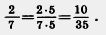 2/7 = 2·5/7·5 = 10/35 .